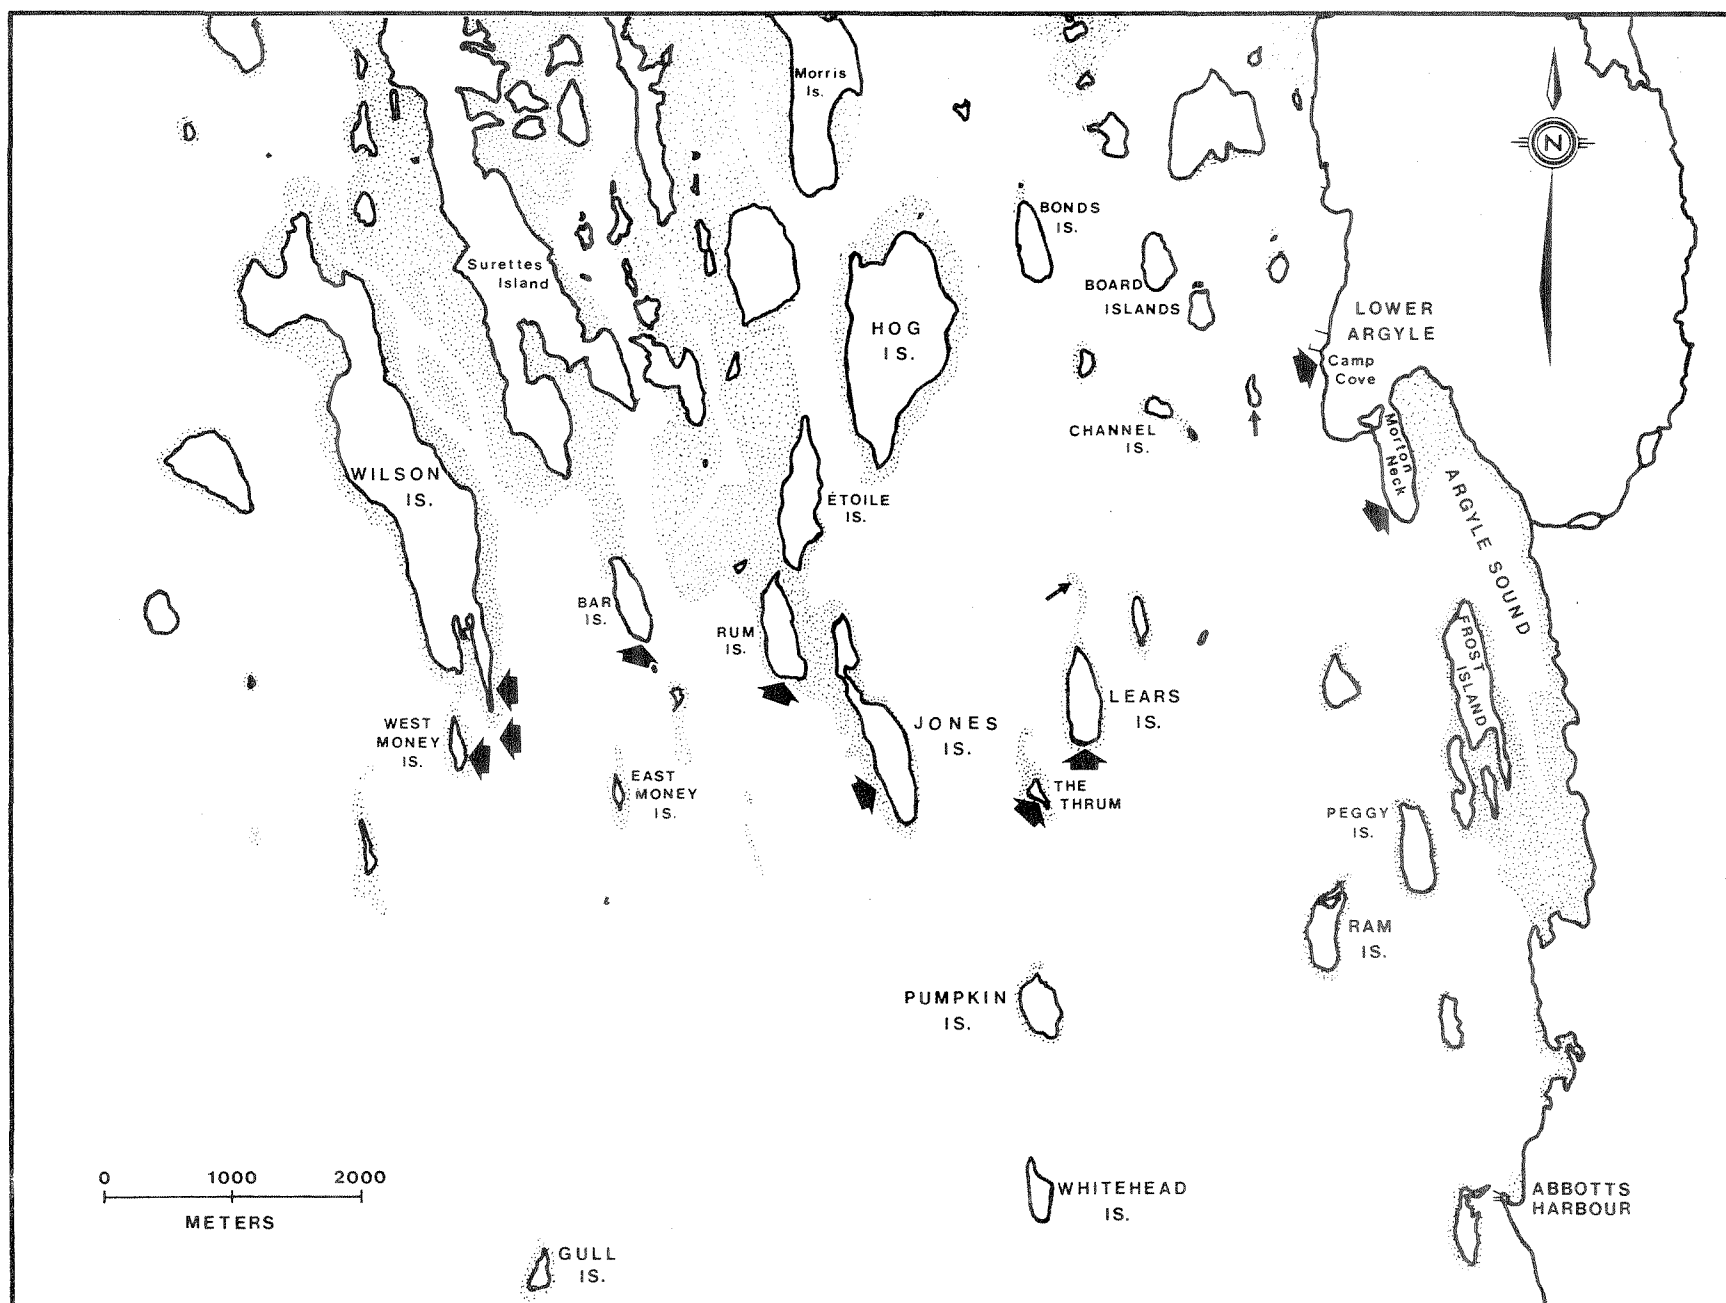 Morris
Is.
N
BONDS
IS.
Surettes
Island
BOARD
ISLANDS
LOWER
ARGYLE
HOG
IS.
Camp
Cove
CHANNEL
IS.
Morton
Neck
WILSON
IS.
ÉTOILE
IS.
ARGYLE SOUND
BAR
IS.
RUM
IS.
FROST
ISLAND
LEARS
IS.
WEST
MONEY
IS.
JONES
IS.
EAST
MONEY
IS.
THE
THRUM
PEGGY
IS.
RAM
IS.
PUMPKIN
IS.
0 1000 2000
METERS
WHITEHEAD
IS.
ABBOTTS
HARBOUR
GULL
IS.